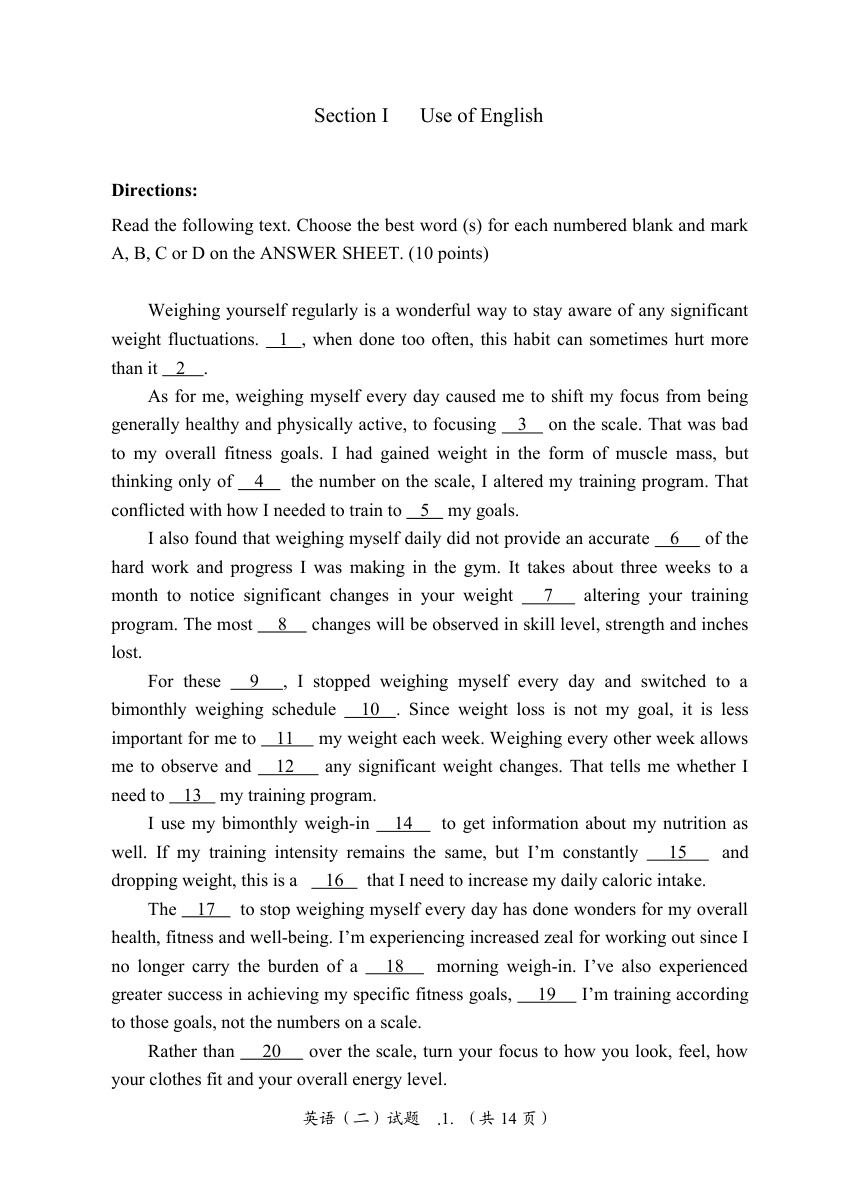 Section I Use of English
Directions:
Read the following text. Choose the best word (s) for each numbered blank and mark
A, B, C or D on the ANSWER SHEET. (10 points)
Weighing yourself regularly is a wonderful way to stay aware of any significant
weight fluctuations. 1 , when done too often, this habit can sometimes hurt more
than it 2 .
As for me, weighing myself every day caused me to shift my focus from being
generally healthy and physically active, to focusing 3 on the scale. That was bad
to my overall fitness goals. I had gained weight in the form of muscle mass, but
thinking only of 4 the number on the scale, I altered my training program. That
conflicted with how I needed to train to 5 my goals.
I also found that weighing myself daily did not provide an accurate 6 of the
hard work and progress I was making in the gym. It takes about three weeks to a
month to notice significant changes in your weight 7 altering your training
program. The most 8 changes will be observed in skill level, strength and inches
lost.
For these 9 , I stopped weighing myself every day and switched to a
bimonthly weighing schedule 10 . Since weight loss is not my goal, it is less
important for me to 11 my weight each week. Weighing every other week allows
me to observe and 12 any significant weight changes. That tells me whether I
need to 13 my training program.
I use my bimonthly weigh-in 14 to get information about my nutrition as
well. If my training intensity remains the same, but I’m constantly 15 and
dropping weight, this is a 16 that I need to increase my daily caloric intake.
The 17 to stop weighing myself every day has done wonders for my overall
health, fitness and well-being. I’m experiencing increased zeal for working out since I
no longer carry the burden of a 18 morning weigh-in. I’ve also experienced
greater success in achieving my specific fitness goals, 19 I’m training according
to those goals, not the numbers on a scale.
Rather than 20 over the scale, turn your focus to how you look, feel, how
your clothes fit and your overall energy level.
英语（二）试题 .1. （共 14 页）